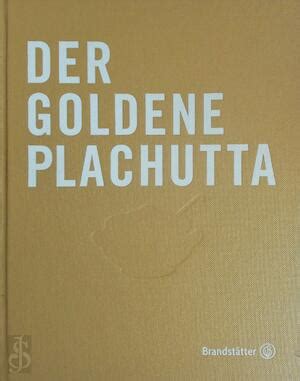 DER
GOLDENE
PLACHUTTA
Brandstätter